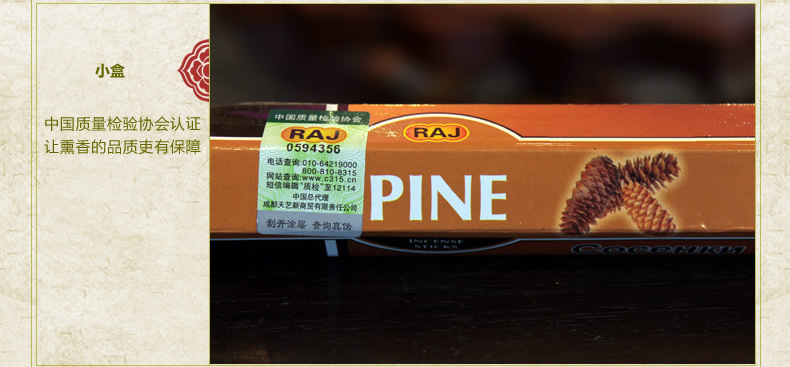 小盒
中国质量检验协会认证
让熏香的品质吏有保障
中国质量检验协会
RAJ
0594356
电话查询:010-64219000
800-810-8315
网站查询:www.c315.cn
短信编辑"质检"至12114
中国总代理
成都天艺新商贸有限责任公司
刮开涂层 查询真伪
RAJ
PINE
INCENSE
STICKS
Сосенки